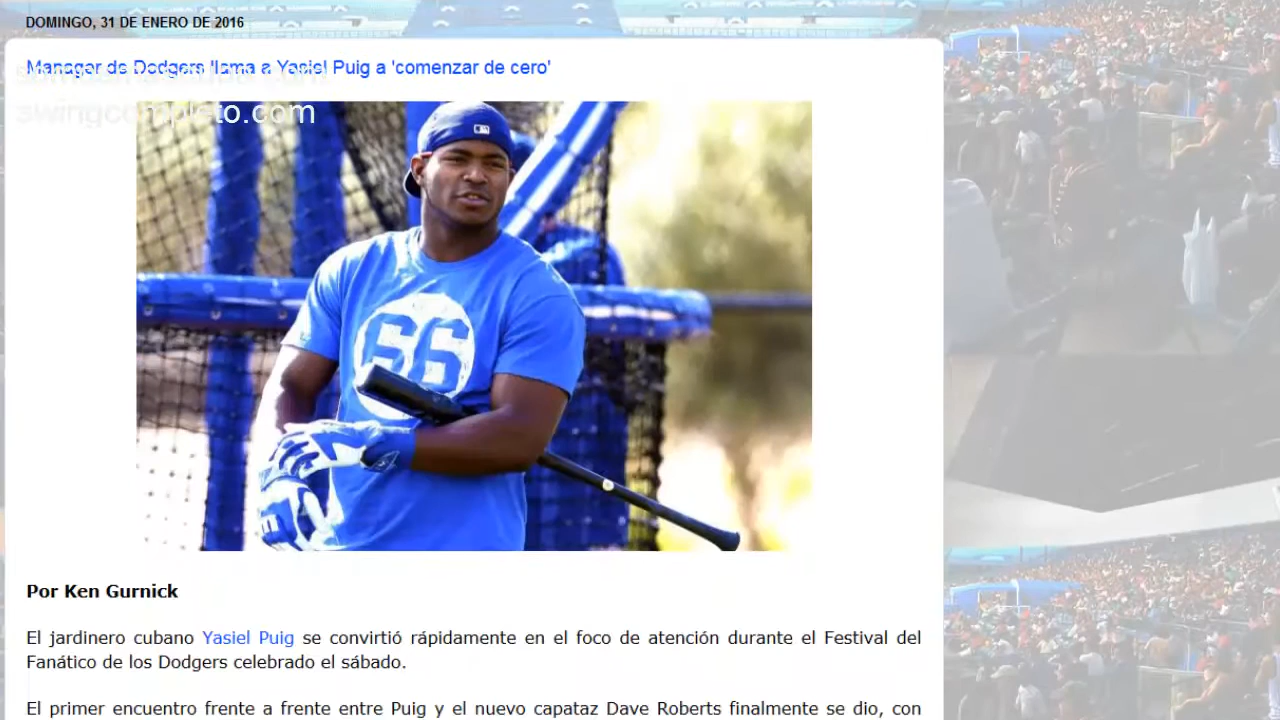 DOMINGO, 31 DE ENERO DE 2016
Manager de Dodgers llama a Yasiel Puig a 'comenzar de cero'
swingcompleto.com
66
Por Ken Gurnick
El jardinero cubano Yasiel Puig se convirtió rápidamente en el foco de atención durante el Festival del
Fanático de los Dodgers celebrado el sábado.
El primer encuentro frente a frente entre Puig y el nuevo capataz Dave Roberts finalmente se dio, con